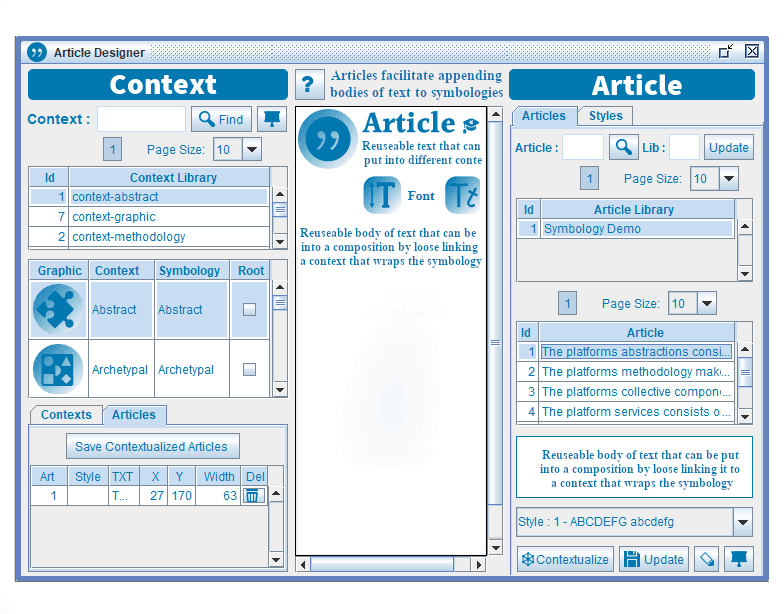 Article Designer
Context
Context :
Find
1
Page Size:
10
Id Context Library
1 context-abstract
7 context-graphic
2 context-methodology
Graphic Context Symbology Root
Abstract Abstract
Archetypal Archetypal
Contexts Articles
Save Contextualized Articles
Art Style TXT X Y Width Del
1 T... 27 170 63
?
Articles facilitate appending
bodies of text to symbologies
Article
Reuseable text that can
put into different conte
T Font Tt
Reuseable body of text that can be
into a composition by loose linking
a context that wraps the symbology
Article
Articles Styles
Article : Lib : Update
1
Page Size:
10
Id Article Library
1 Symbology Demo
1
Page Size:
10
Id Article
1 The platforms abstractions consi...
2 The platforms methodology mak...
3 The platforms collective compon...
4 The platform services consists o...
Reuseable body of text that can be put
into a composition by loose linking it to
a context that wraps the symbology
Style : 1 - ABCDEFG abcdefg
Contextualize Update